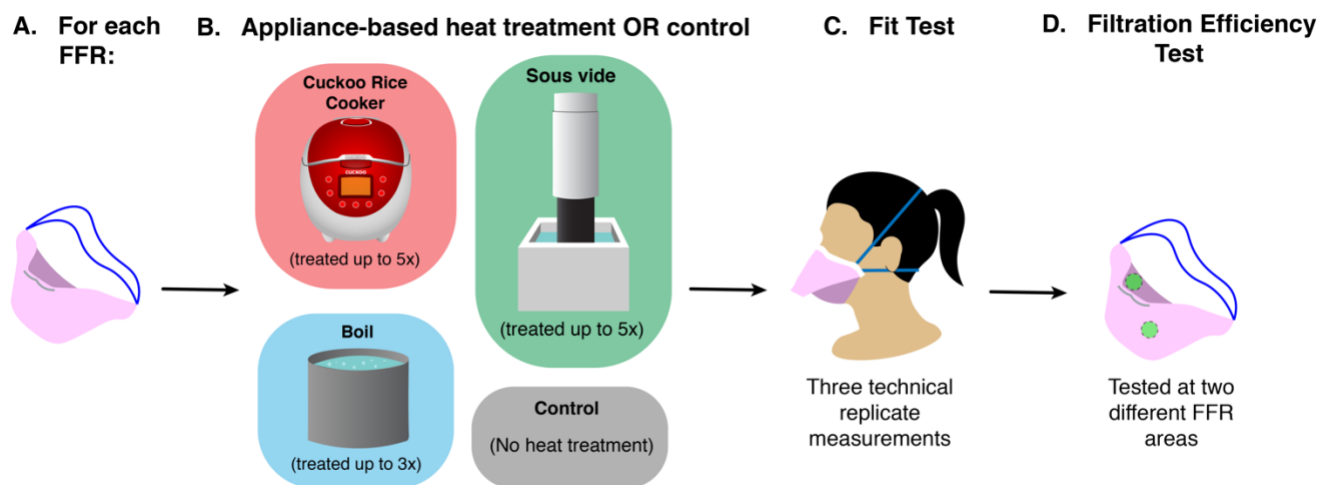 A. For each
FFR:
B. Appliance-based heat treatment OR control
Cuckoo Rice
Cooker
CUCKOO
(treated up to 5x)
Sous vide
(treated up to 5x)
Boil
(treated up to 3x)
Control
(No heat treatment)
C. Fit Test
Three technical
replicate
measurements
D. Filtration Efficiency
Test
Tested at two
different FFR
areas